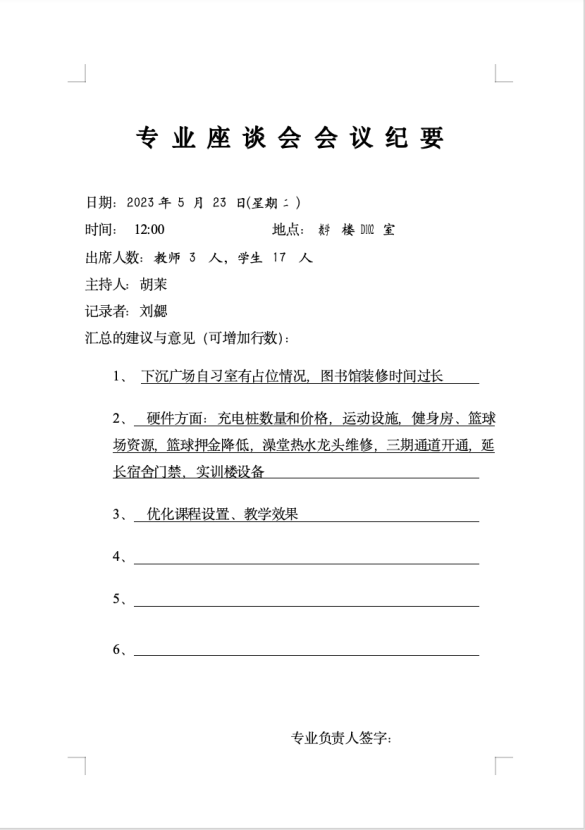 专业座谈会会议纪要
日期：2023年 5 月 23 日(星期二）
时间： 12:00 地点： 楼 D102 室
出席人数：教师 3 人，学生 17 人
主持人：胡茉
记录者：刘勰
汇总的建议与意见（可增加行数）：
1、 下沉广场自习室有占位情况，图书馆装修时间过长
2、 硬件方面：充电桩数量和价格，运动设施，健身房、篮球
场资源，篮球押金降低，澡堂热水龙头维修，三期通道开通，延
长宿舍门禁，实训楼设备
3、 优化课程设置、教学效果
4、
5、
6、
专业负责人签字：